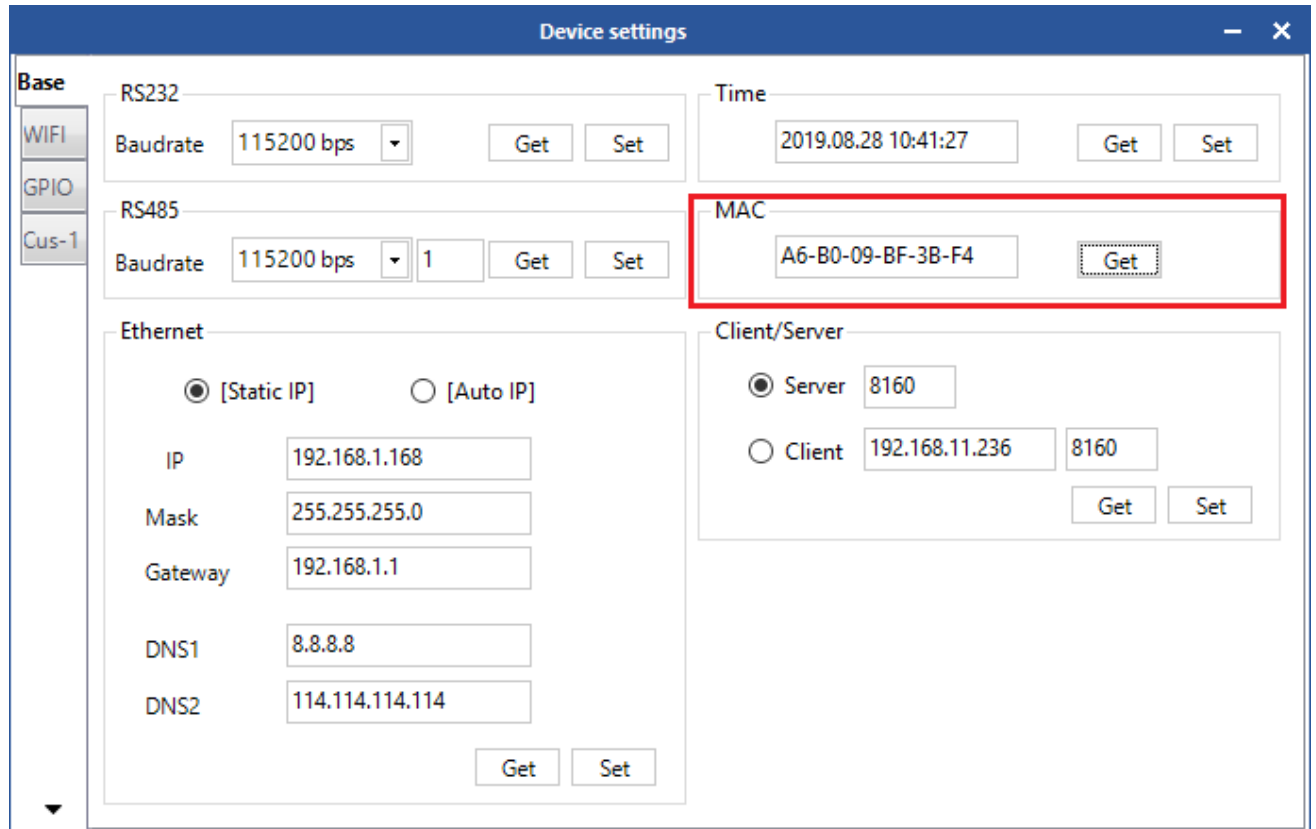 Device settings
Base
WIFI
GPIO
Cus-1
RS232
Baudrate 115200 bps Get Set
RS485
Baudrate 115200 bps 1 Get Set
Ethernet
[Static IP] [Auto IP]
IP 192.168.1.168
Mask 255.255.255.0
Gateway 192.168.1.1
DNS1 8.8.8.8
DNS2 114.114.114.114
Get Set
Time
2019.08.28 10:41:27 Get Set
MAC
A6-B0-09-BF-3B-F4 Get
Client/Server
Server 8160
Client 192.168.11.236 8160
Get Set